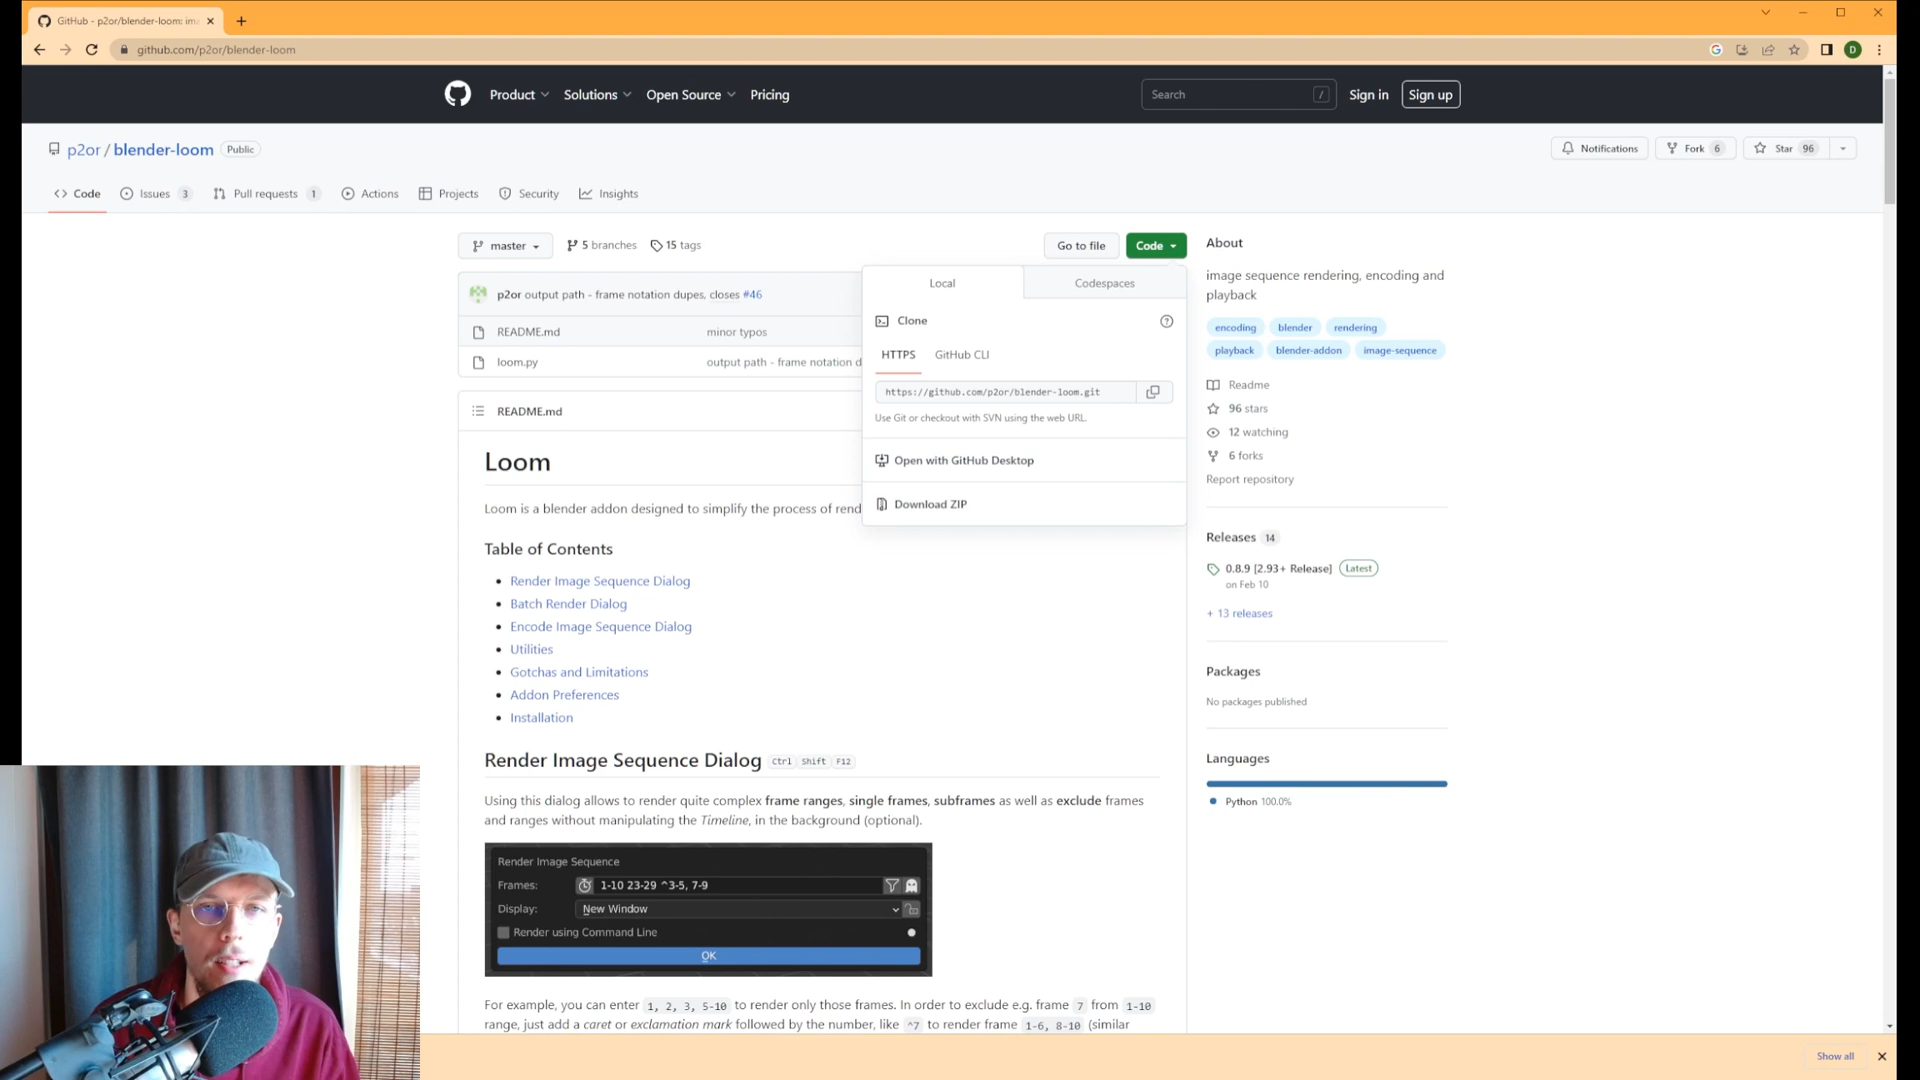 GitHub - p2or/blender-loom: im
github.com/p2or/blender-loom
D
Product
Solutions
Open Source
Pricing
Search
/
Sign in
Sign up
p2or / blender-loom
Public
Notifications
Fork 6
Star 96
Code
Issues 3
Pull requests 1
Actions
Projects
Security
Insights
master
5 branches
15 tags
Go to file
Code
p2or output path - frame notation dupes, closes #46
README.md
minor typos
loom.py
output path - frame notation d
README.md
Local
Codespaces
Clone
HTTPS
GitHub CLI
https://github.com/p2or/blender-loom.git
Use Git or checkout with SVN using the web URL.
Open with GitHub Desktop
Download ZIP
Loom
Loom is a blender addon designed to simplify the process of rend
Table of Contents
Render Image Sequence Dialog
Batch Render Dialog
Encode Image Sequence Dialog
Utilities
Gotchas and Limitations
Addon Preferences
Installation
Render Image Sequence Dialog Ctrl Shift F12
Using this dialog allows to render quite complex frame ranges, single frames, subframes as well as exclude frames
and ranges without manipulating the Timeline, in the background (optional).
Render Image Sequence
Frames: 1-10 23-29 ^3-5, 7-9
Display: New Window
Render using Command Line
OK
For example, you can enter 1, 2, 3, 5-10 to render only those frames. In order to exclude e.g. frame 7 from 1-10
range, just add a caret or exclamation mark followed by the number, like ^7 to render frame 1-6, 8-10 (similar
About
image sequence rendering, encoding and
playback
encoding
blender
rendering
playback
blender-addon
image-sequence
Readme
96 stars
12 watching
6 forks
Report repository
Releases 14
0.8.9 [2.93+ Release] Latest
on Feb 10
+ 13 releases
Packages
No packages published
Languages
Python 100.0%
Show all